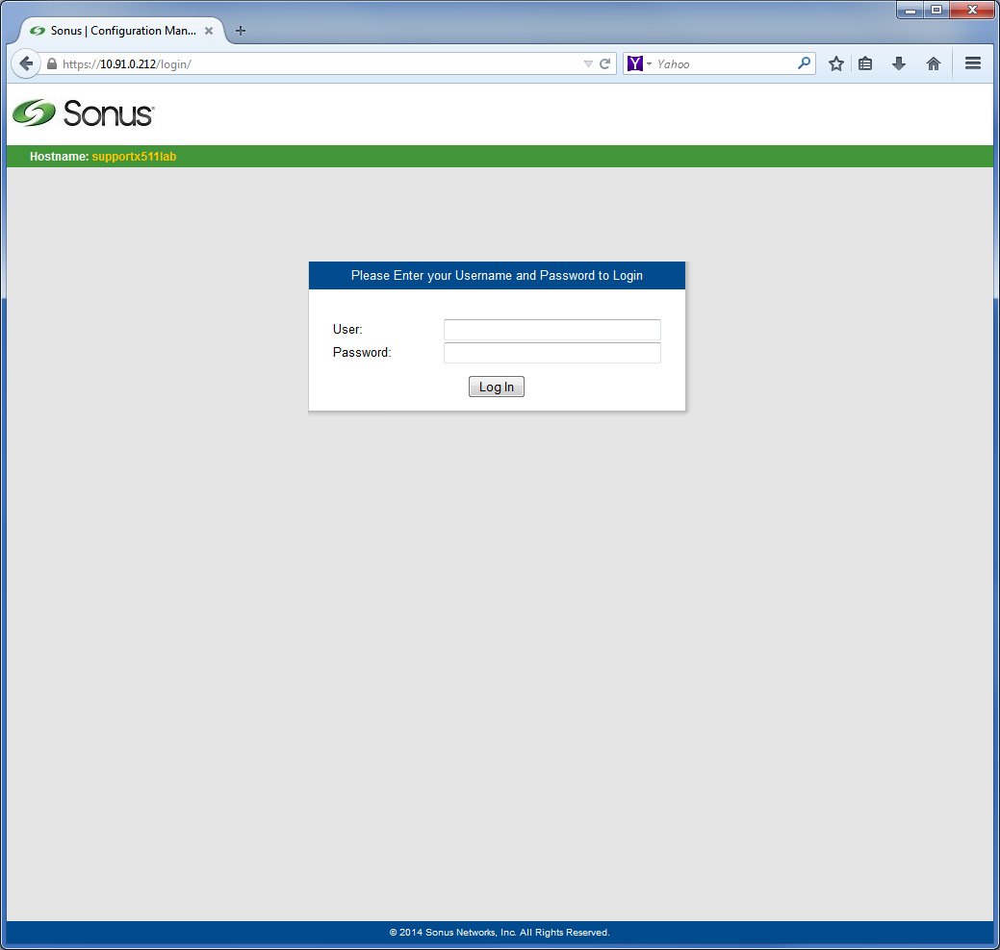 Sonus | Configuration Man...
https://10.91.0.212/login/
Yahoo
Sonus
Hostname: supportx511lab
Please Enter your Username and Password to Login
User:
Password:
Log In
© 2014 Sonus Networks, Inc. All Rights Reserved.